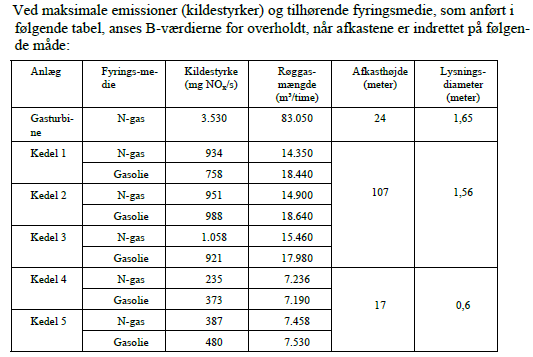 Ved maksimale emissioner (kildestyrker) og tilhørende fyringsmedie, som anført i
følgende tabel, anses B-værdierne for overholdt, når afkastene er indrettet på følgen-
de måde:
Anlæg Fyrings-me- Kildestyrke Røggas- Afkasthøjde Lysnings-
die (mg NOx/s) mængde (meter) diameter
(m³/time) (meter)
Gasturbi- N-gas 3.530 83.050 24 1,65
ne
Kedel 1 N-gas 934 14.350
Gasolie 758 18.440
Kedel 2 N-gas 951 14.900 107 1,56
Gasolie 988 18.640
Kedel 3 N-gas 1.058 15.460
Gasolie 921 17.980
Kedel 4 N-gas 235 7.236
Gasolie 373 7.190 17 0,6
Kedel 5 N-gas 387 7.458
Gasolie 480 7.530